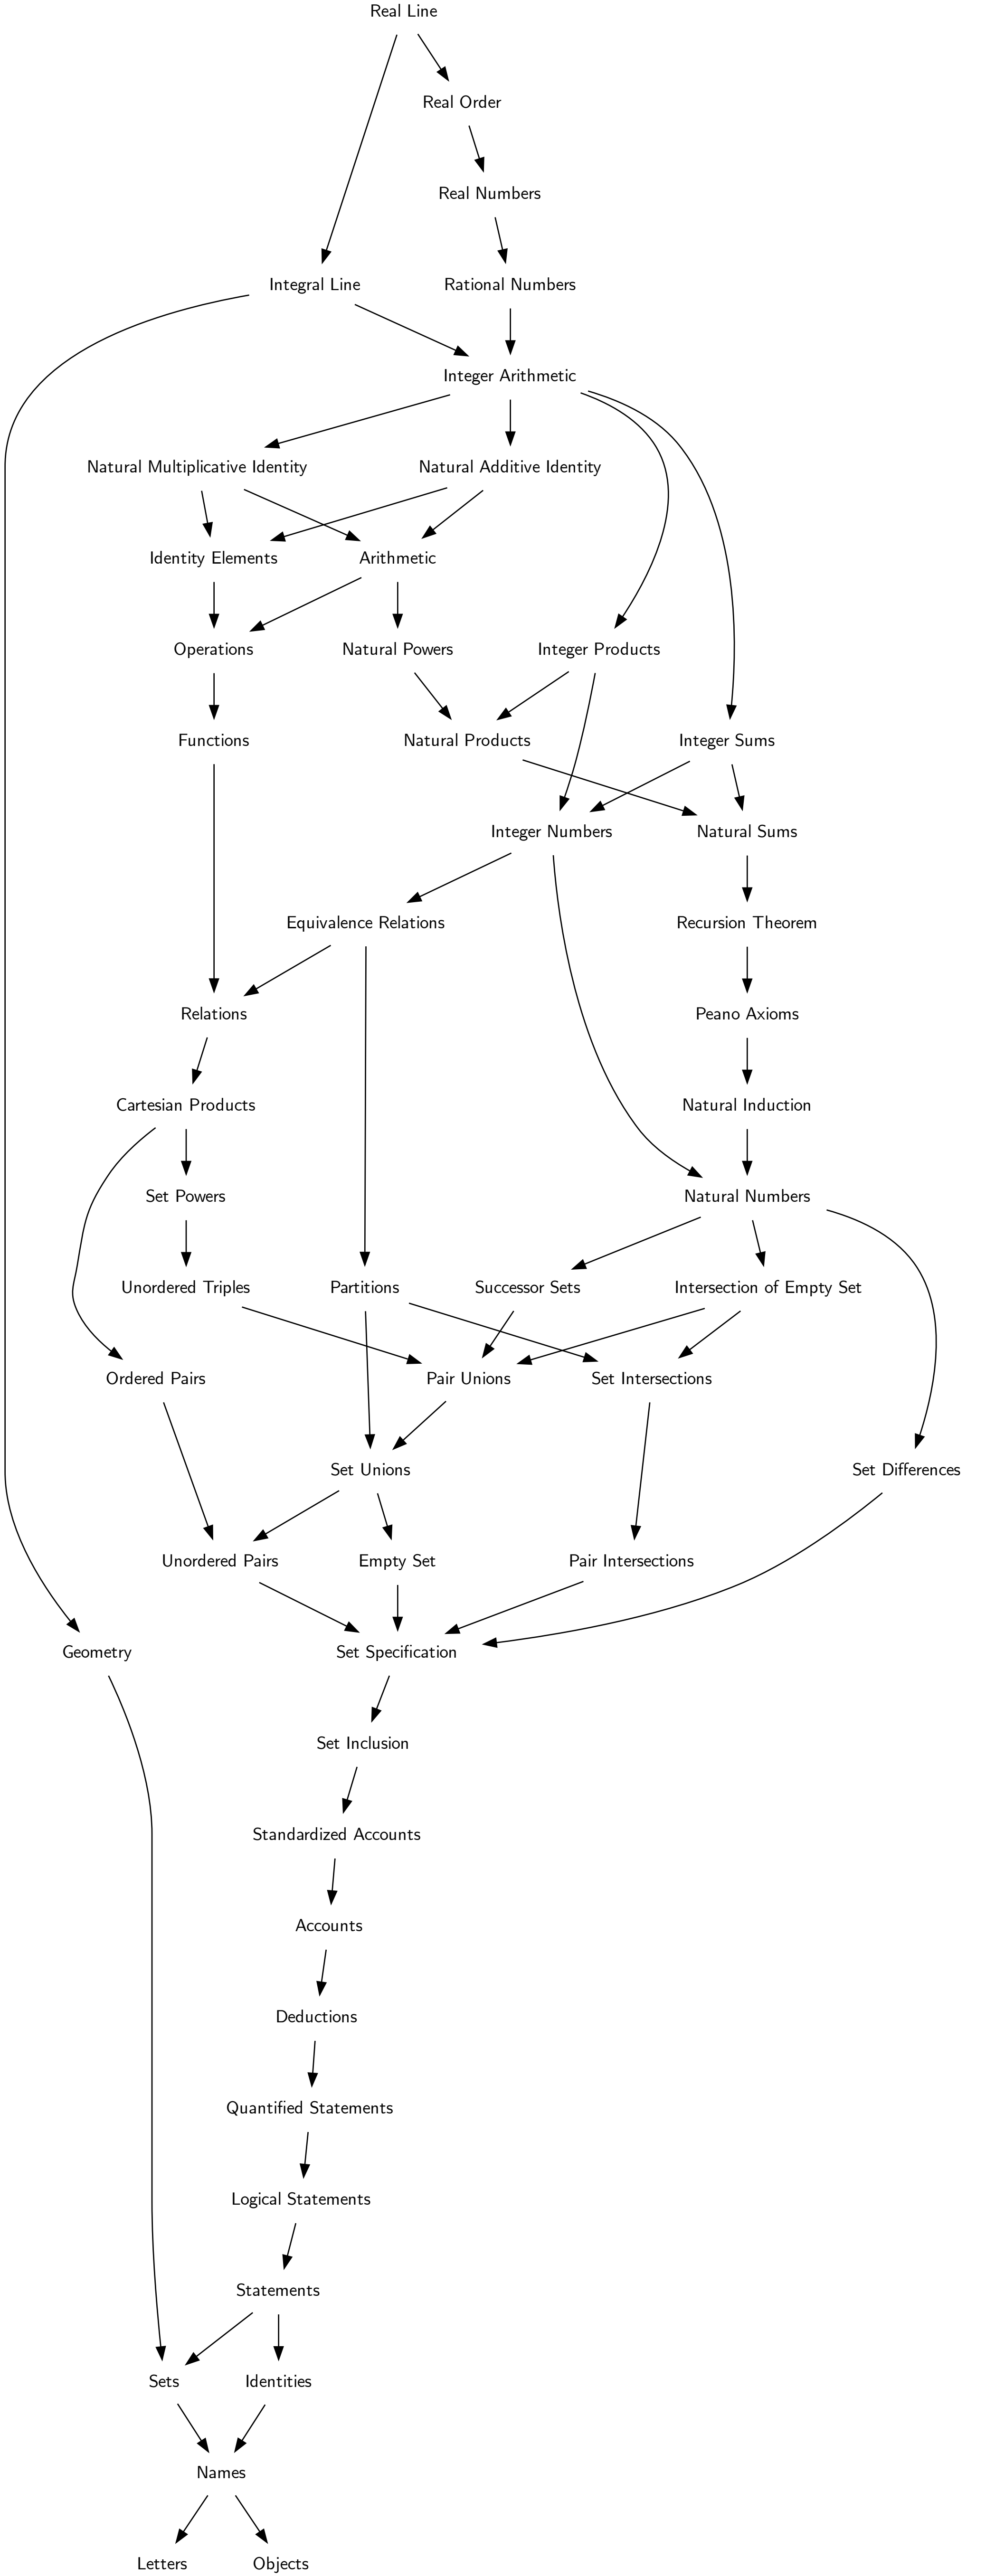 Real Line
Real Order
Real Numbers
Integral Line
Rational Numbers
Integer Arithmetic
Natural Multiplicative Identity
Natural Additive Identity
Identity Elements
Arithmetic
Operations
Natural Powers
Integer Products
Functions
Natural Products
Integer Sums
Integer Numbers
Natural Sums
Equivalence Relations
Recursion Theorem
Relations
Peano Axioms
Cartesian Products
Natural Induction
Set Powers
Natural Numbers
Unordered Triples
Partitions
Successor Sets
Intersection of Empty Set
Ordered Pairs
Pair Unions
Set Intersections
Set Unions
Set Differences
Unordered Pairs
Empty Set
Pair Intersections
Geometry
Set Specification
Set Inclusion
Standardized Accounts
Accounts
Deductions
Quantified Statements
Logical Statements
Statements
Sets
Identities
Names
Letters
Objects